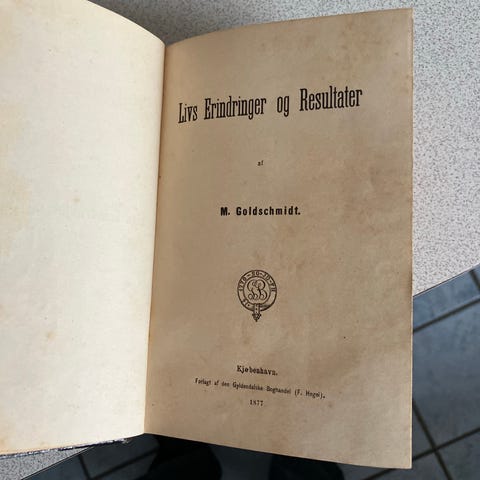 Livs Erindringer og Resultater
af
M. Goldschmidt.
Kjøbenhavn.
Forlagt af den Gyldendalske Boghandel (F. Hegel).
1877